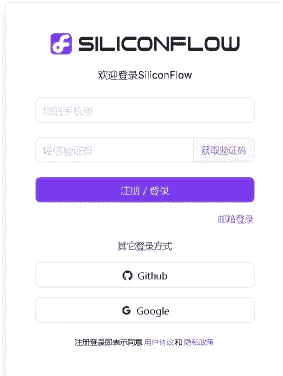 SILICONFLOW
欢迎登录SiliconFlow
您的手机号
短信验证码 获取验证码
注册 / 登录
邮箱登录
其它登录方式
Github
Google
注册登录即表示同意 用户协议 和 隐私政策